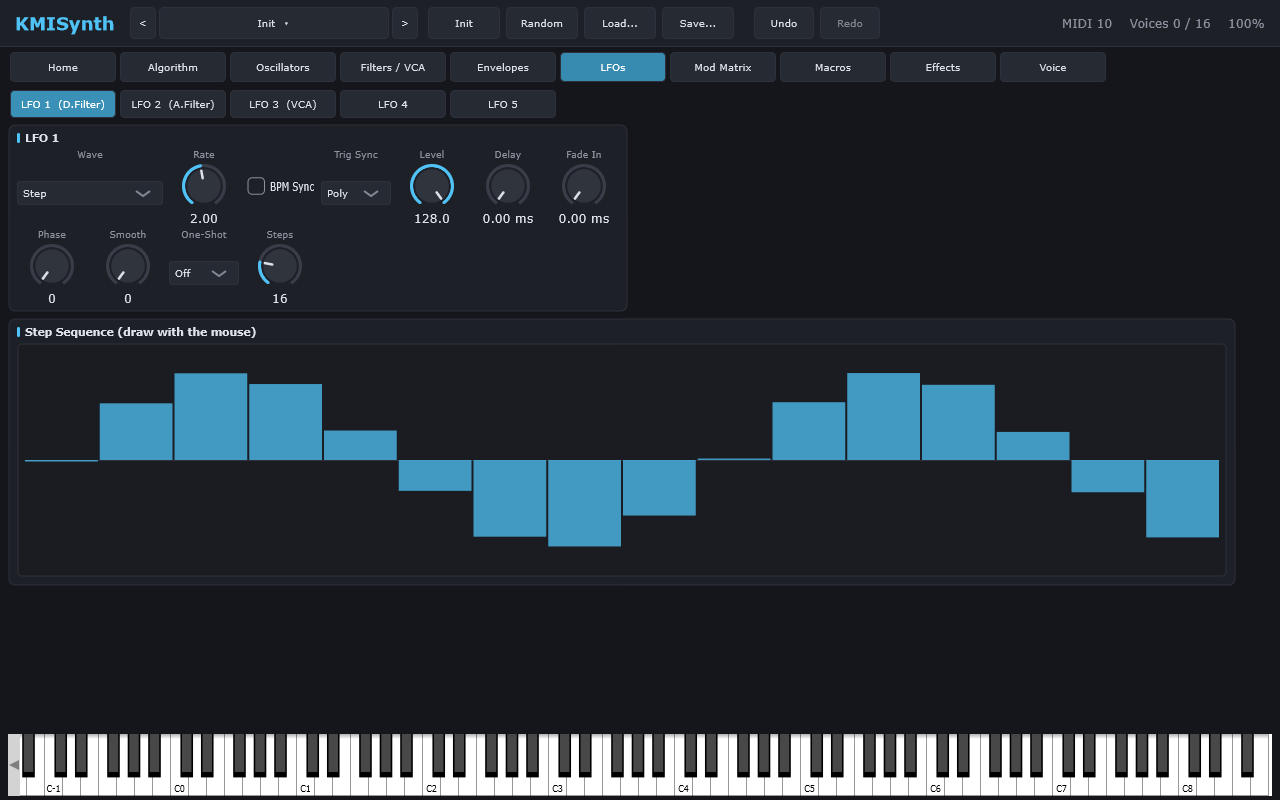 KMISynth < Init > Init Random Load... Save... Undo Redo MIDI 10 Voices 0 / 16 100%
Home Algorithm Oscillators Filters / VCA Envelopes LFOs Mod Matrix Macros Effects Voice
LFO 1 (D.Filter) LFO 2 (A.Filter) LFO 3 (VCA) LFO 4 LFO 5
LFO 1
Wave Rate Trig Sync Level Delay Fade In
Step BPM Sync Poly
2.00 128.0 0.00 ms 0.00 ms
Phase Smooth One-Shot Steps
Off
0 0 16
Step Sequence (draw with the mouse)
C-1 C0 C1 C2 C3 C4 C5 C6 C7 C8